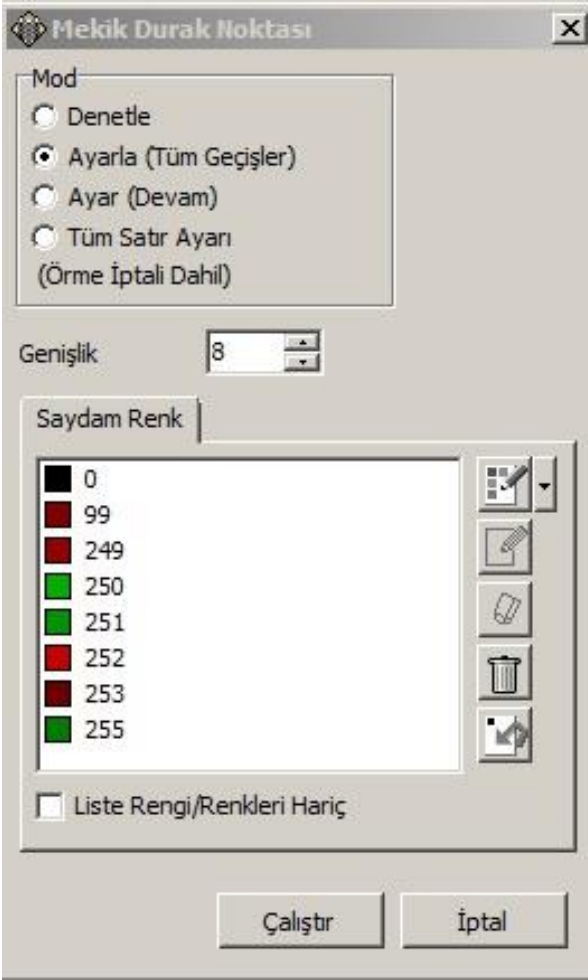 Mekik Durak Noktası
Mod
Denetle
Ayarla (Tüm Geçişler)
Ayar (Devam)
Tüm Satır Ayarı
(Örme İptali Dahil)
Genişlik 8
Saydam Renk
0
99
249
250
251
252
253
255
Liste Rengi/Renkleri Hariç
Çalıştır İptal